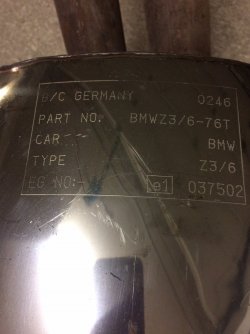 B/C GERMANY 0246
PART NO. BMWZ3/6-76T
CAR -- BMW
TYPE Z3/6
EG NO:- e1 037502